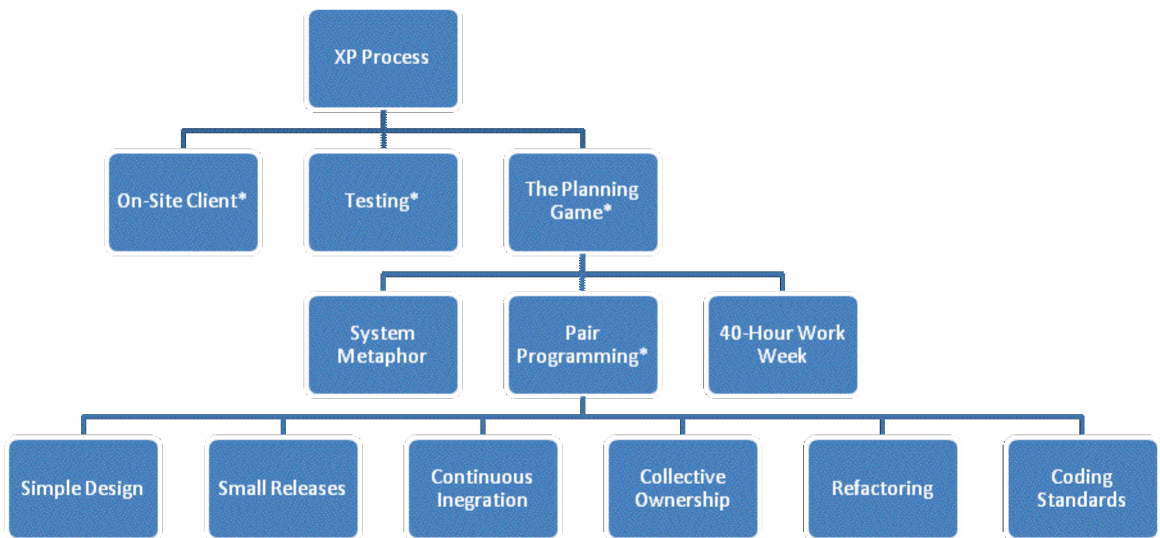 XP Process
On-Site Client*
Testing*
The Planning
Game*
System
Metaphor
Pair
Programming*
40-Hour Work
Week
Simple Design
Small Releases
Continuous
Inegration
Collective
Ownership
Refactoring
Coding
Standards